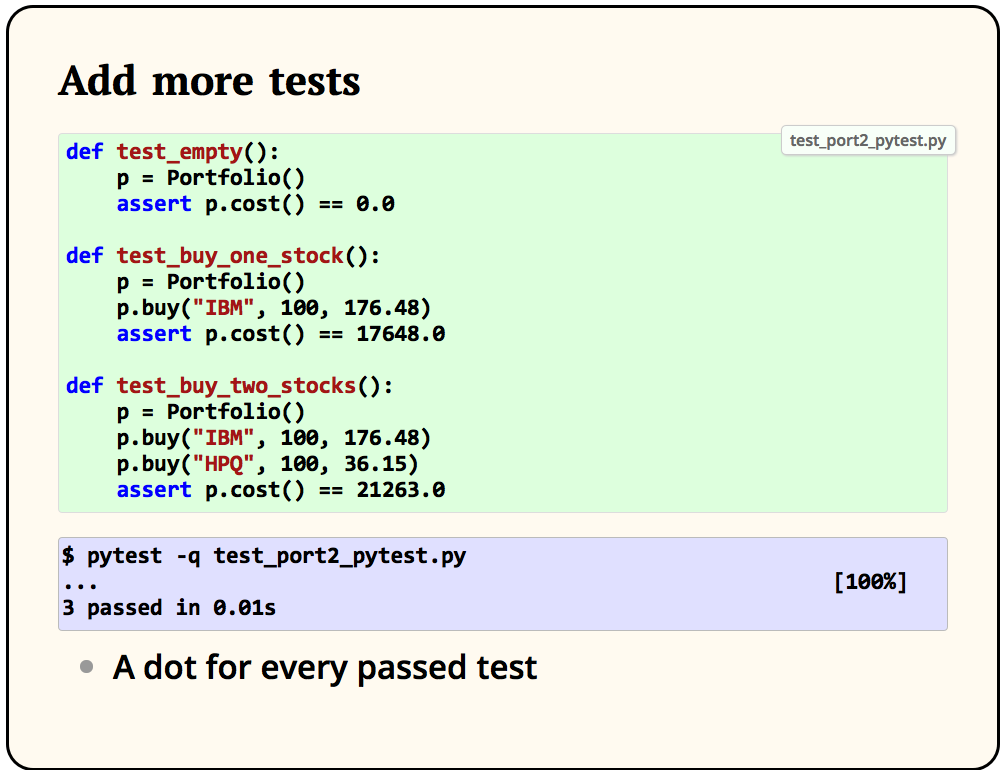 Add more tests
test_port2_pytest.py
def test_empty():
    p = Portfolio()
    assert p.cost() == 0.0

def test_buy_one_stock():
    p = Portfolio()
    p.buy("IBM", 100, 176.48)
    assert p.cost() == 17648.0

def test_buy_two_stocks():
    p = Portfolio()
    p.buy("IBM", 100, 176.48)
    p.buy("HPQ", 100, 36.15)
    assert p.cost() == 21263.0
$ pytest -q test_port2_pytest.py
... [100%]
3 passed in 0.01s
• A dot for every passed test